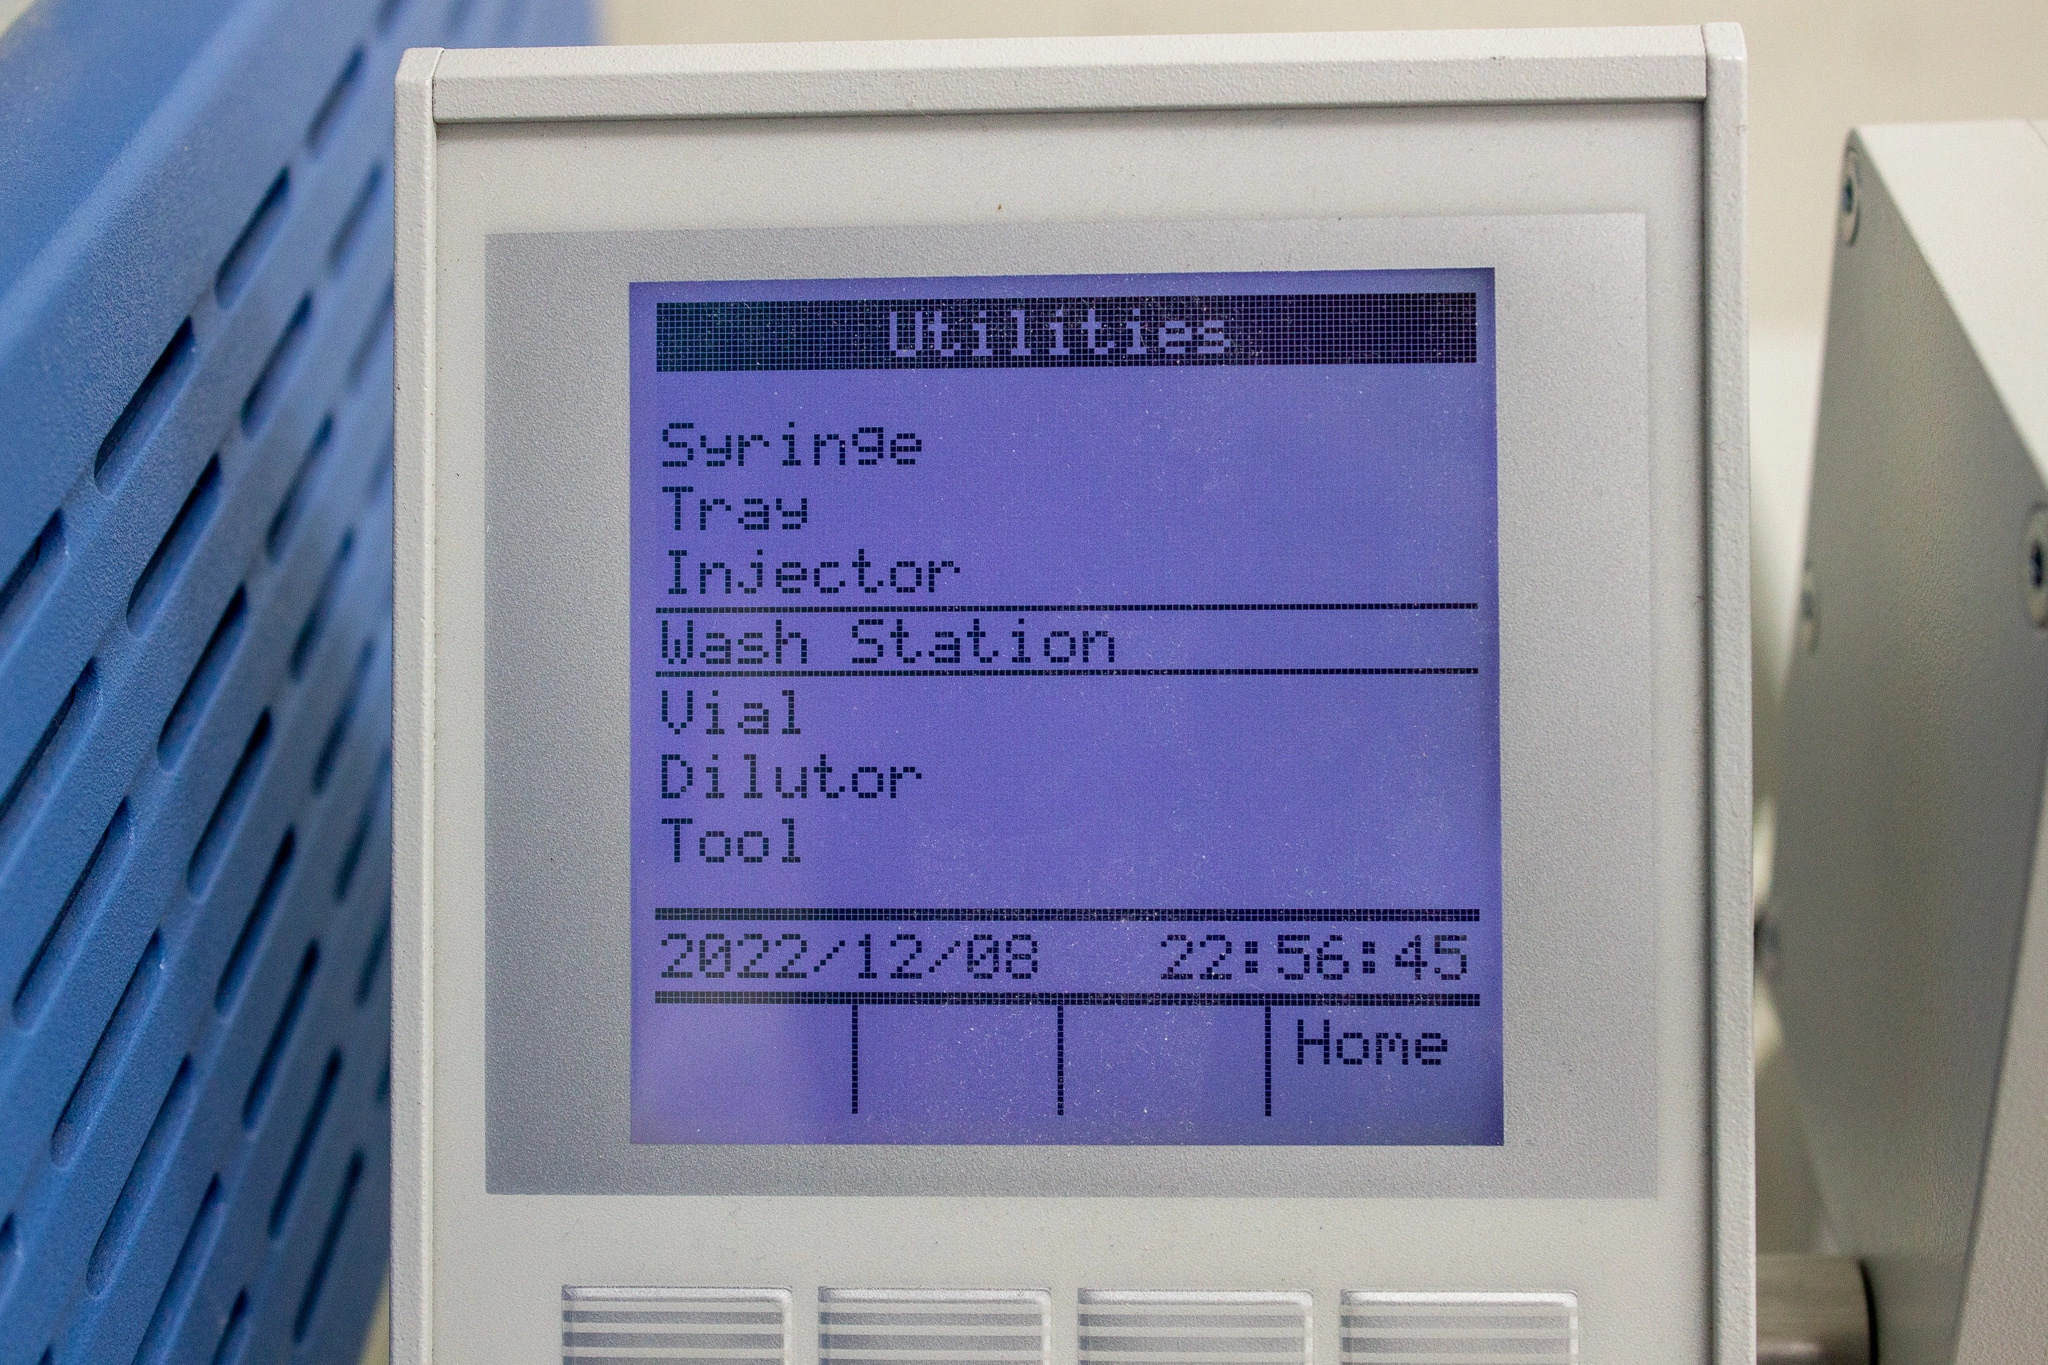 Utilities
Syringe
Tray
Injector
Wash Station
Vial
Dilutor
Tool
2022/12/08 22:56:45
Home